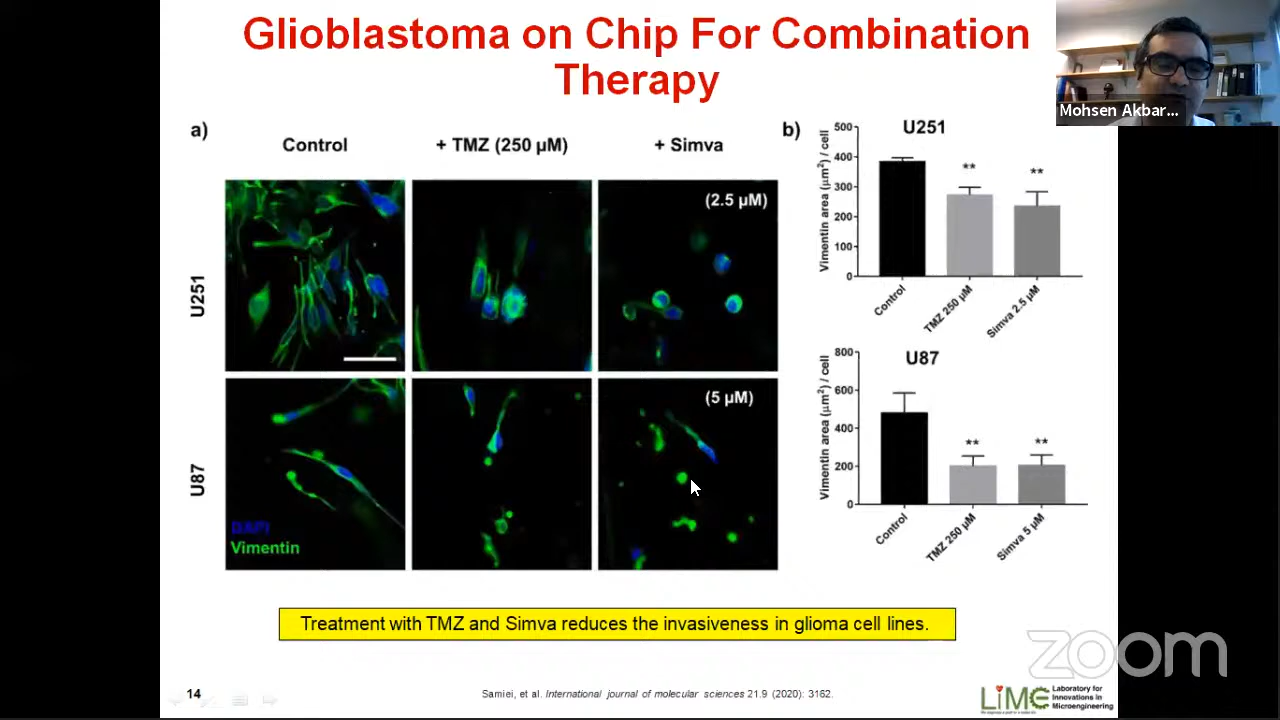 Glioblastoma on Chip For Combination
Therapy
Mohsen Akbar...
a)
Control
+ TMZ (250 µM)
+ Simva
(2.5 µM)
U251
(5 µM)
U87
DAPI
Vimentin
b)
U251
Vimentin area (µm²) / cell
500
400
300
200
100
0
**
**
Control
TMZ 250 µM
Simva 2.5 µM
U87
Vimentin area (µm²) / cell
800
600
400
200
0
**
**
Control
TMZ 250 µM
Simva 5 µM
Treatment with TMZ and Simva reduces the invasiveness in glioma cell lines.
zoom
14
Samiei, et al. International journal of molecular sciences 21.9 (2020): 3162.
LiME
Laboratory for
Innovations in
Microengineering